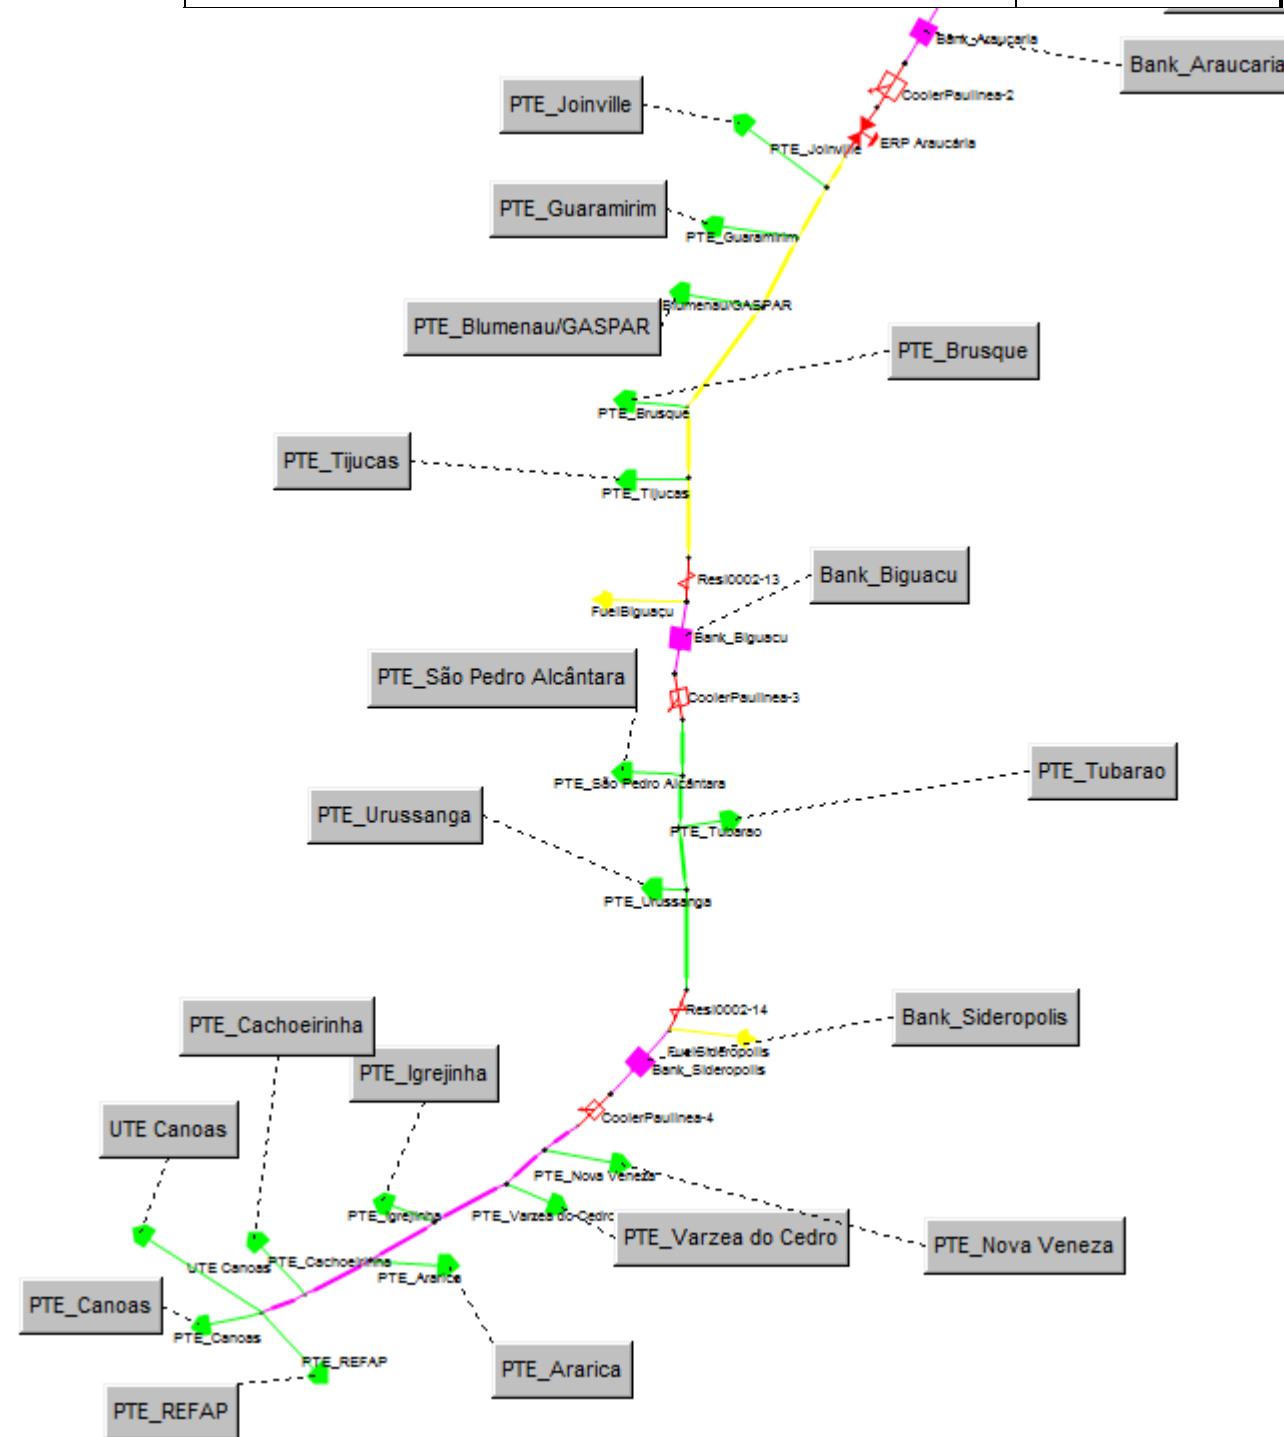 Bank_Araucaria
Bank_Araucaria
CoolerPaulinea-2
PTE_Joinville
ERP Araucária
PTE_Joinville
PTE_Guaramirim
PTE_Guaramirim
Blumenau/GASPAR
PTE_Blumenau/GASPAR
PTE_Brusque
PTE_Brusque
PTE_Tijucas
PTE_Tijucas
Resi0002-13
Bank_Biguacu
FuelBiguaçu
Bank_Biguacu
PTE_São Pedro Alcântara
CoolerPaulinea-3
PTE_São Pedro Alcântara
PTE_Tubarao
PTE_Urussanga
PTE_Tubarao
PTE_Urussanga
Resi0002-14
Bank_Sideropolis
PTE_Cachoeirinha
FuelSideropolis
Bank_Sideropolis
PTE_Igrejinha
CoolerPaulinea-4
UTE Canoas
PTE_Nova Veneza
PTE_Igrejinha
PTE_Varzea do Cedro
PTE_Varzea do Cedro
PTE_Nova Veneza
UTE Canoas
PTE_Cachoeirinha
PTE_Ararica
PTE_Canoas
PTE_Canoas
PTE_REFAP
PTE_Ararica
PTE_REFAP